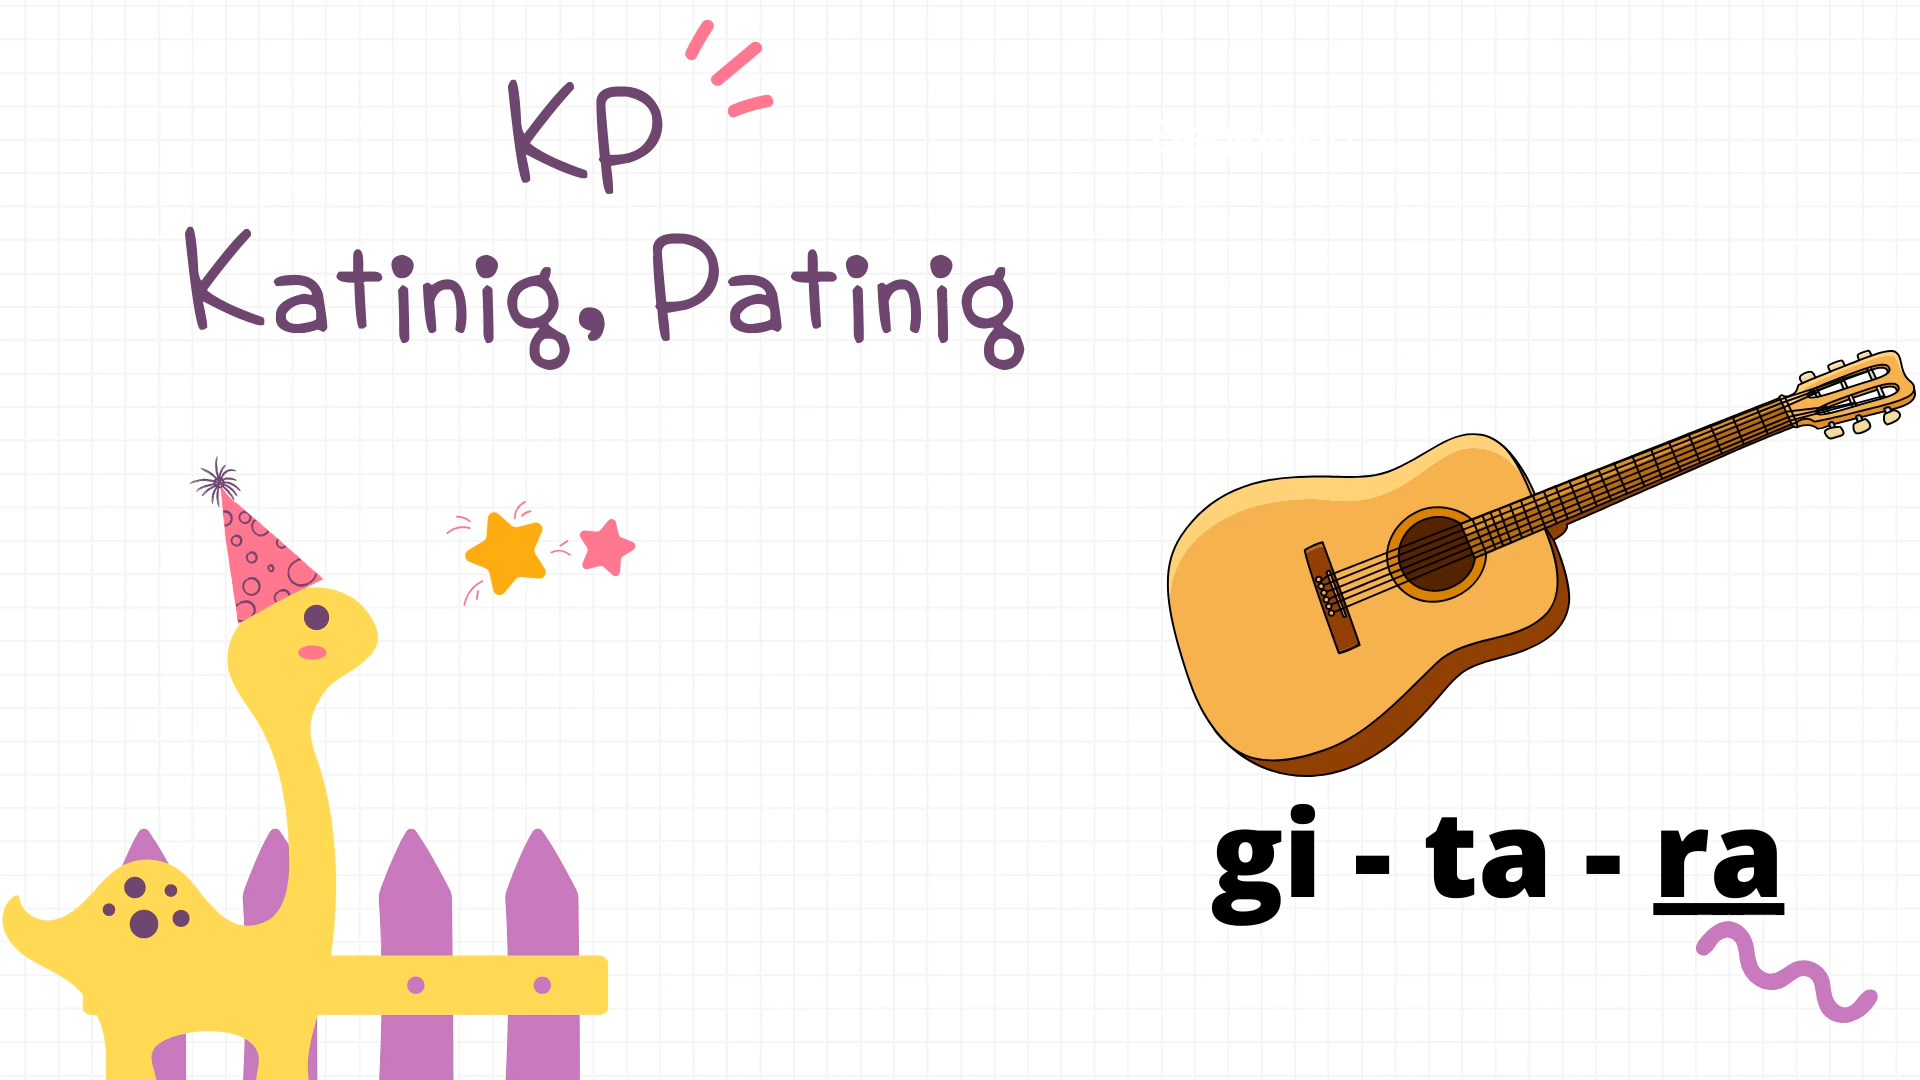 KP
Katinig, Patinig
gi - ta - ra